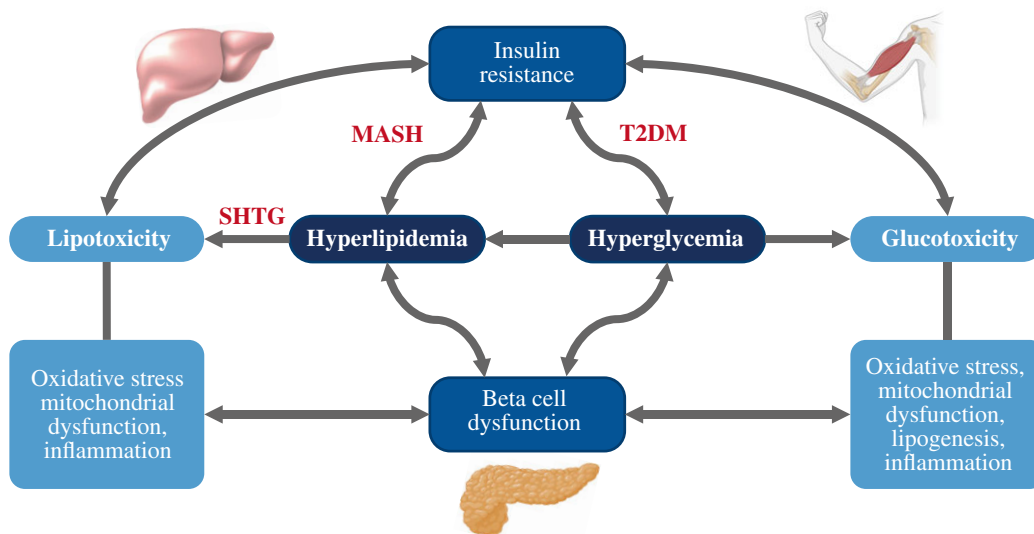 Insulin
resistance
MASH
T2DM
SHTG
Lipotoxicity
Hyperlipidemia
Hyperglycemia
Glucotoxicity
Oxidative stress
mitochondrial
dysfunction,
inflammation
Beta cell
dysfunction
Oxidative stress,
mitochondrial
dysfunction,
lipogenesis,
inflammation